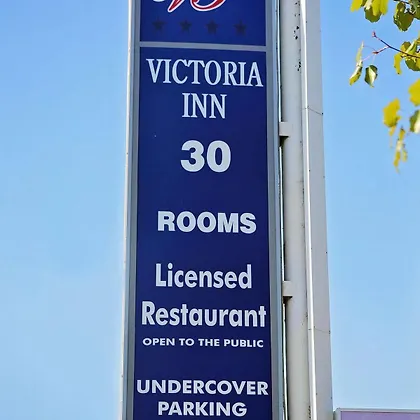 VICTORIA
INN
30
ROOMS
Licensed
Restaurant
OPEN TO THE PUBLIC
UNDERCOVER
PARKING